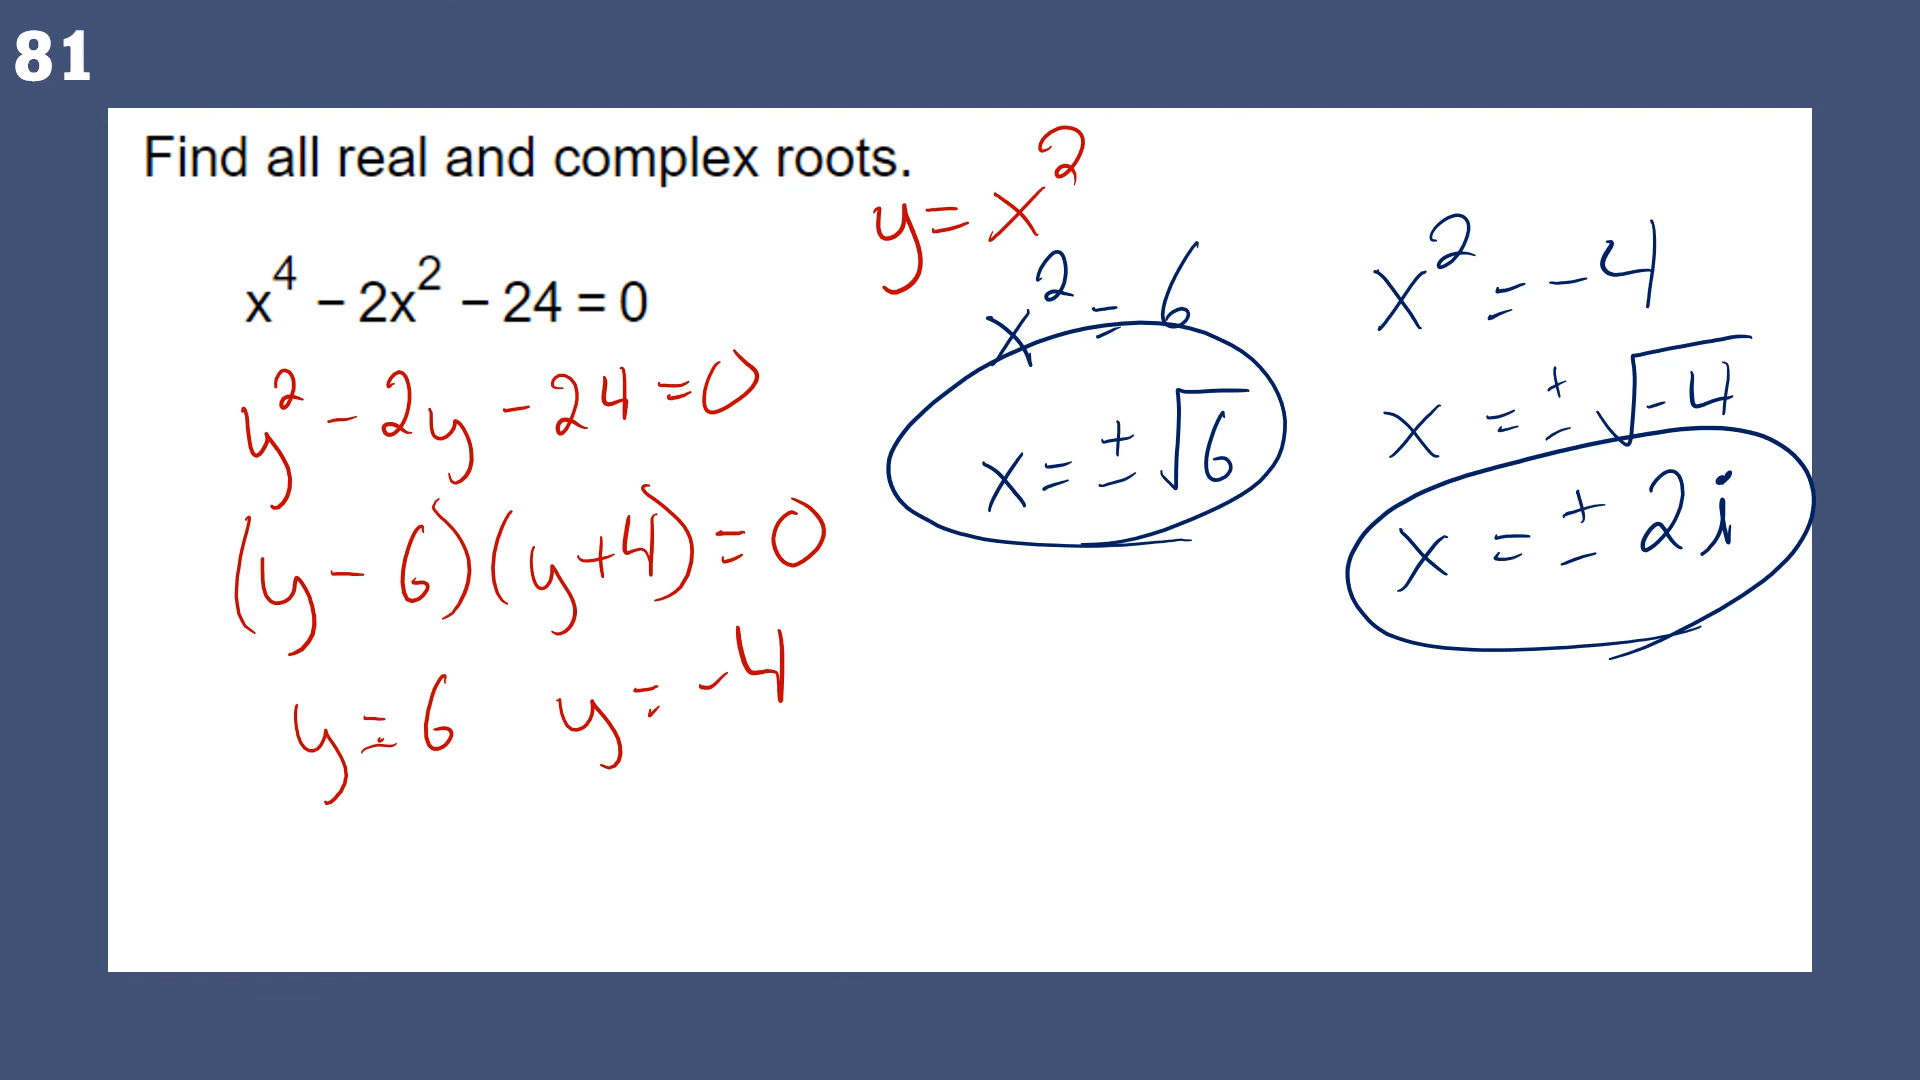 81
Find all real and complex roots.
x⁴ − 2x² − 24 = 0
y² − 2y − 24 = 0
(y − 6)(y + 4) = 0
y = 6 y = −4
y = x²
x² = 6
x = ± √6
x² = −4
x = ± √−4
x = ± 2i